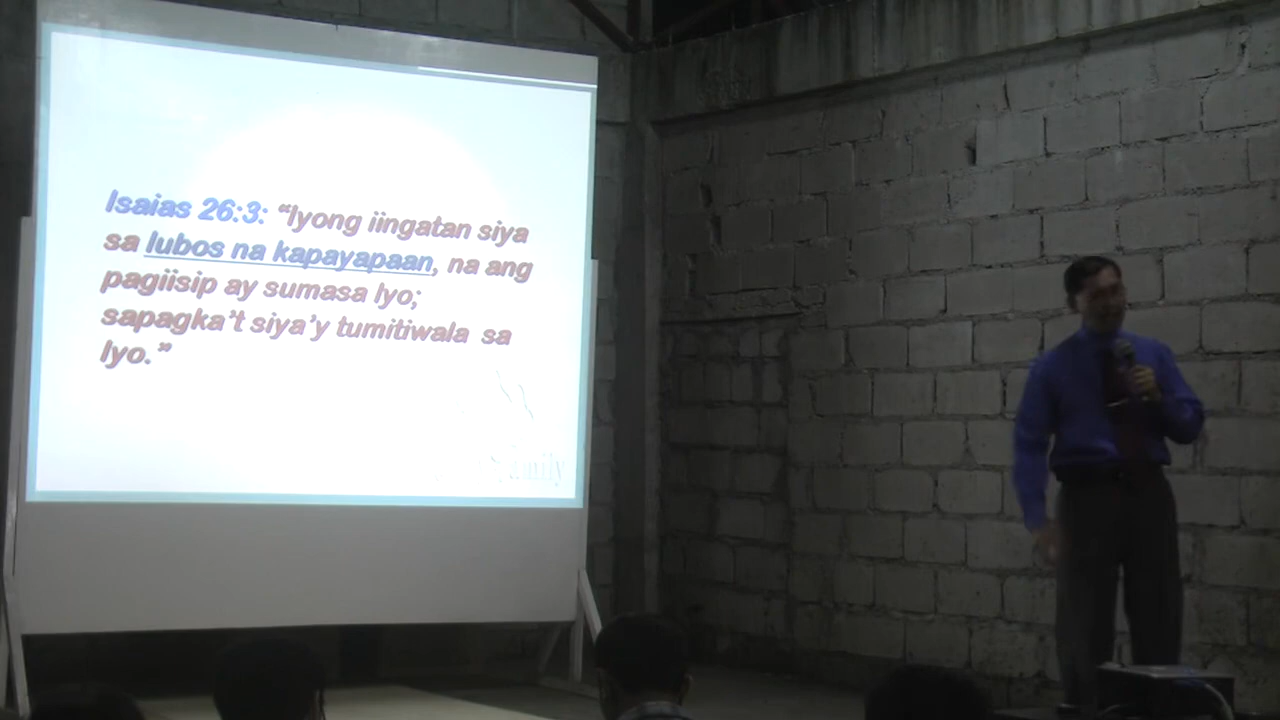 Isaias 26:3: “Iyong iingatan siya
sa lubos na kapayapaan, na ang
pagiisip ay sumasa Iyo;
sapagka’t siya’y tumitiwala sa
Iyo.”